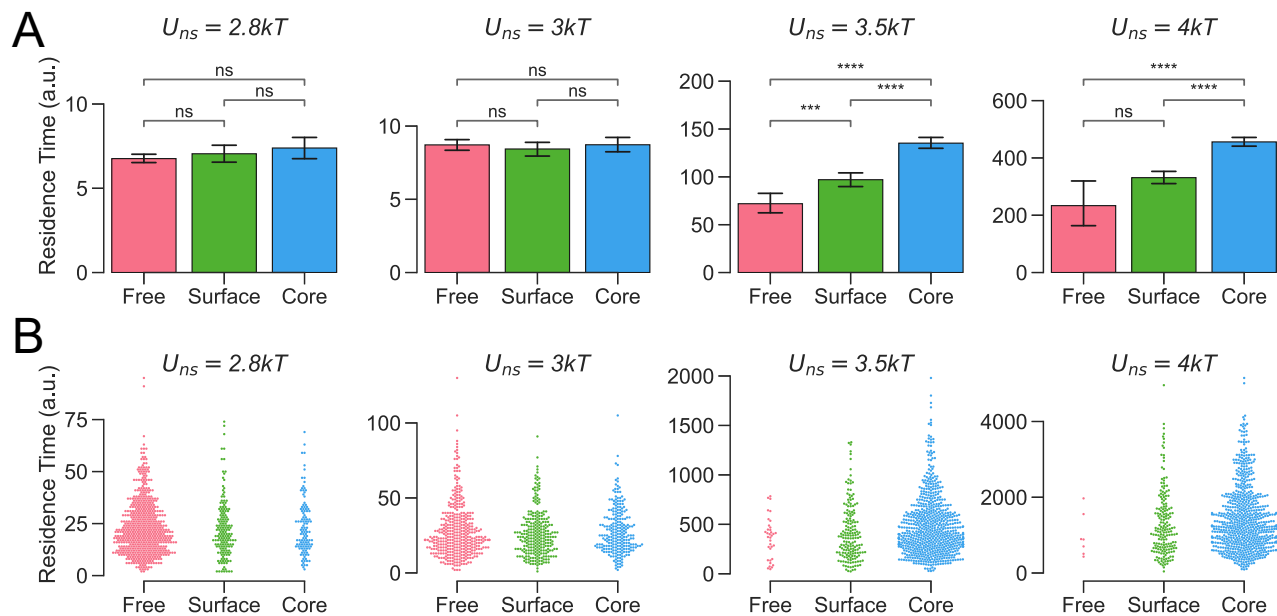 A
U_ns = 2.8kT
U_ns = 3kT
U_ns = 3.5kT
U_ns = 4kT
Residence Time (a.u.)
0
5
10
ns
ns
ns
Free Surface Core
0
5
10
ns
ns
ns
Free Surface Core
0
50
100
150
200
****
****
***
Free Surface Core
0
200
400
600
****
****
ns
Free Surface Core
B
U_ns = 2.8kT
U_ns = 3kT
U_ns = 3.5kT
U_ns = 4kT
Residence Time (a.u.)
0
25
50
75
Free Surface Core
0
50
100
Free Surface Core
0
500
1000
1500
2000
Free Surface Core
0
2000
4000
Free Surface Core